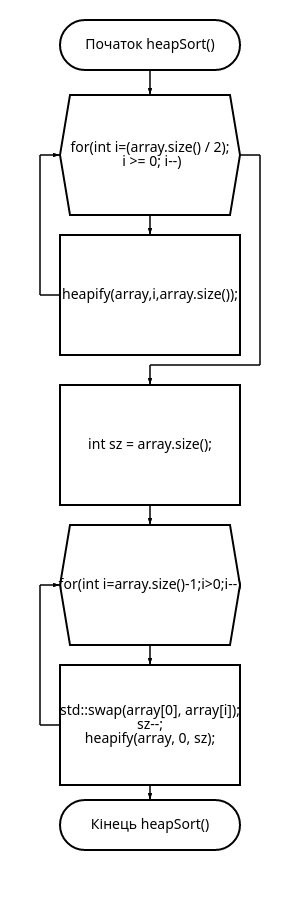 Початок heapSort()
for(int i=(array.size() / 2);
i >= 0; i--)
heapify(array,i,array.size());
int sz = array.size();
for(int i=array.size()-1;i>0;i--
std::swap(array[0], array[i]);
sz--;
heapify(array, 0, sz);
Кінець heapSort()